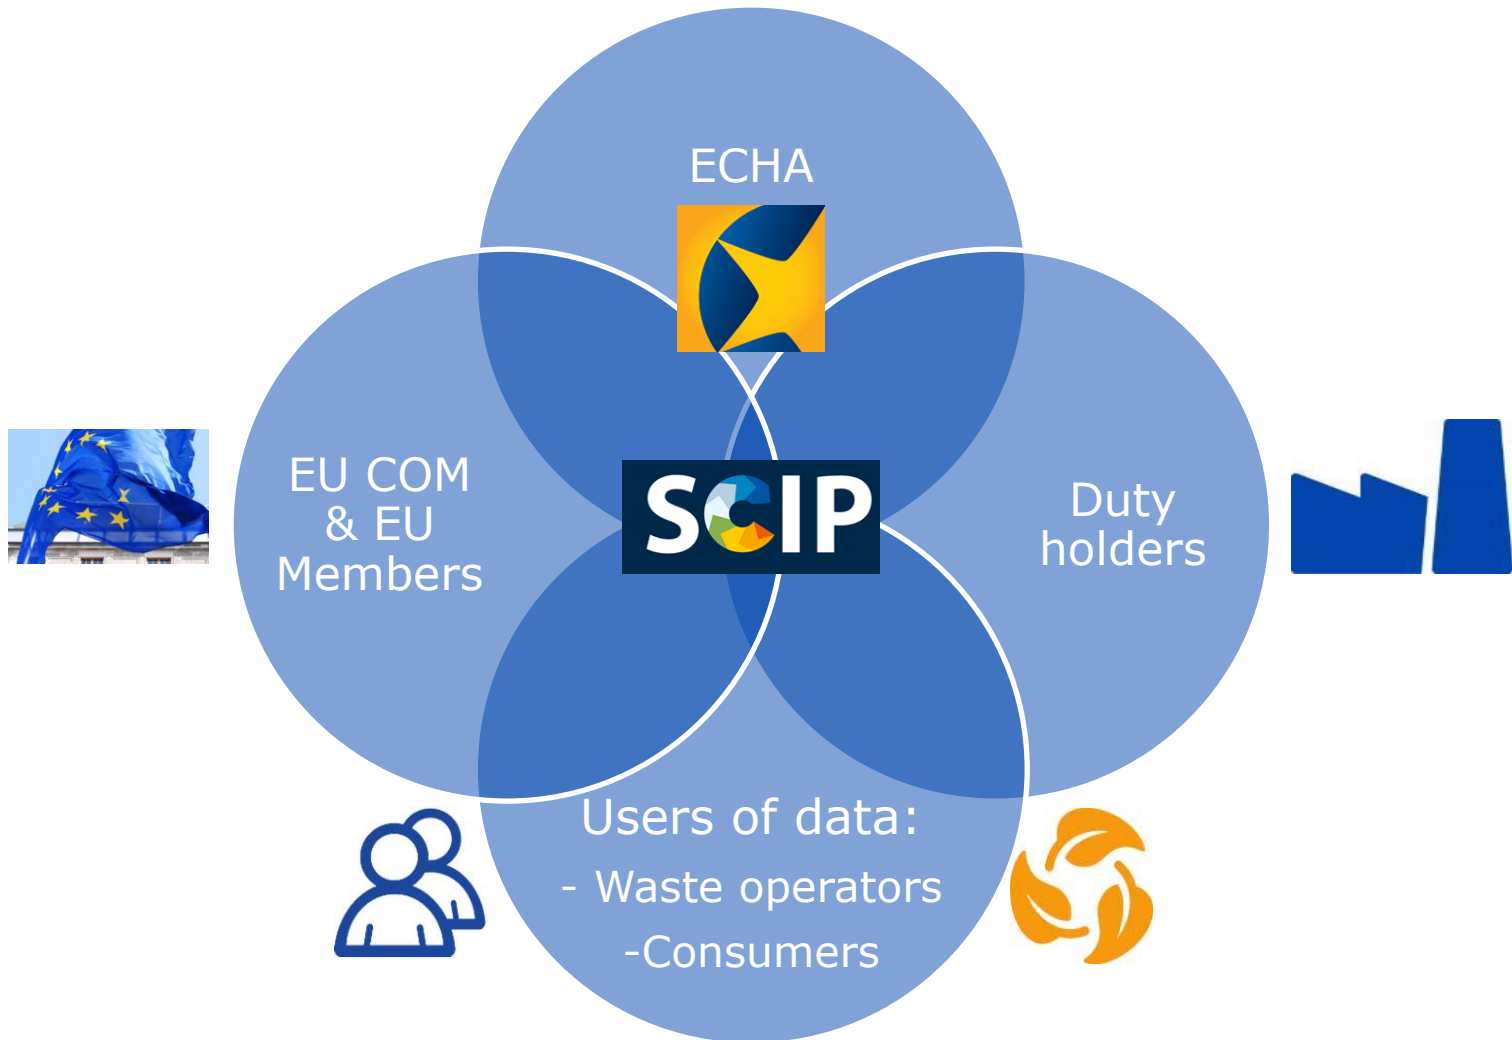 ECHA
EU COM
& EU
Members
SCIP
Duty
holders
Users of data:
- Waste operators
-Consumers